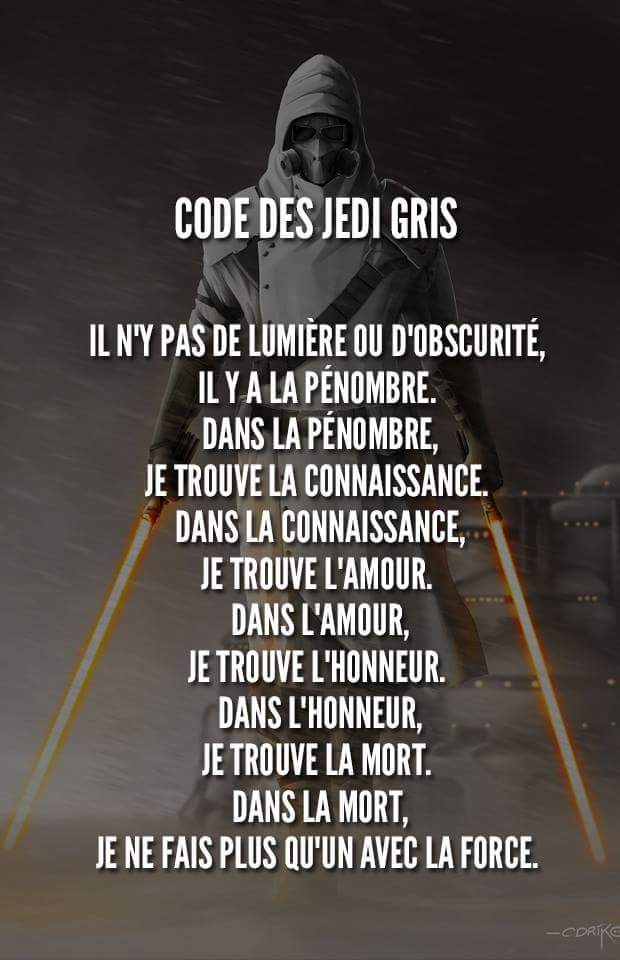 CODE DES JEDI GRIS
IL N'Y PAS DE LUMIÈRE OU D'OBSCURITÉ,
IL Y A LA PÉNOMBRE.
DANS LA PÉNOMBRE,
JE TROUVE LA CONNAISSANCE.
DANS LA CONNAISSANCE,
JE TROUVE L'AMOUR.
DANS L'AMOUR,
JE TROUVE L'HONNEUR.
DANS L'HONNEUR,
JE TROUVE LA MORT.
DANS LA MORT,
JE NE FAIS PLUS QU'UN AVEC LA FORCE.